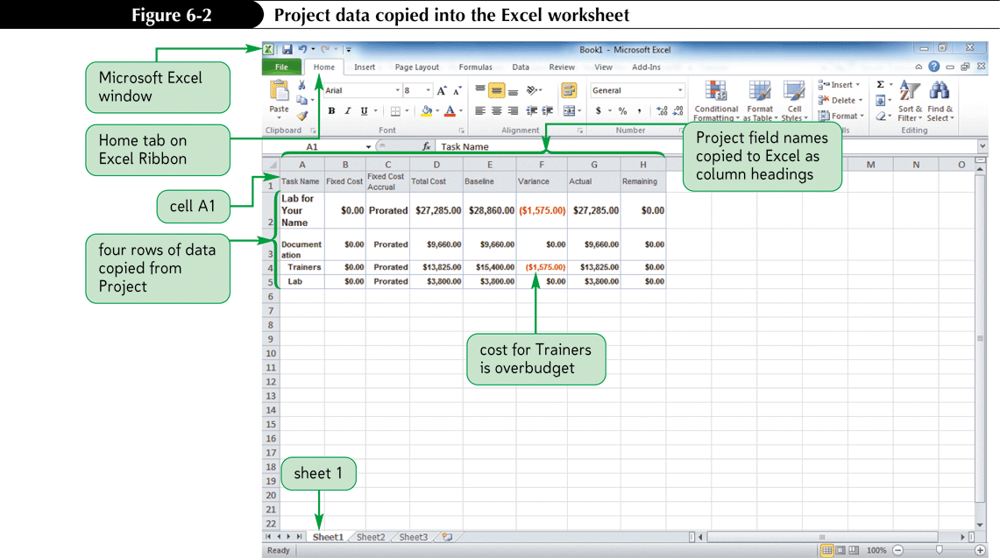 Figure 6-2
Project data copied into the Excel worksheet
Book1 - Microsoft Excel
File Home Insert Page Layout Formulas Data Review View Add-Ins
Paste
Clipboard
Arial 8 A A
B I U A
Font
Alignment
General
$ % ,
Number
Conditional
Formatting
Format
as Table
Cell
Styles
Insert
Delete
Format
Σ
Sort &
Filter
Find &
Select
Editing
A1 fx Task Name
A B C D E F G H M N O
1 Task Name Fixed Cost Fixed Cost Accrual Total Cost Baseline Variance Actual Remaining
2 Lab for Your Name $0.00 Prorated $27,285.00 $28,860.00 ($1,575.00) $27,285.00 $0.00
3 Documentation $0.00 Prorated $9,660.00 $9,660.00 $0.00 $9,660.00 $0.00
4 Trainers $0.00 Prorated $13,825.00 $15,400.00 ($1,575.00) $13,825.00 $0.00
5 Lab $0.00 Prorated $3,800.00 $3,800.00 $0.00 $3,800.00 $0.00
6
7
8
9
10
11
12
13
14
15
16
17
18
19
20
21
22
Sheet1 Sheet2 Sheet3
Ready 100%
Microsoft Excel
window
Home tab on
Excel Ribbon
cell A1
four rows of data
copied from
Project
Project field names
copied to Excel as
column headings
cost for Trainers
is overbudget
sheet 1